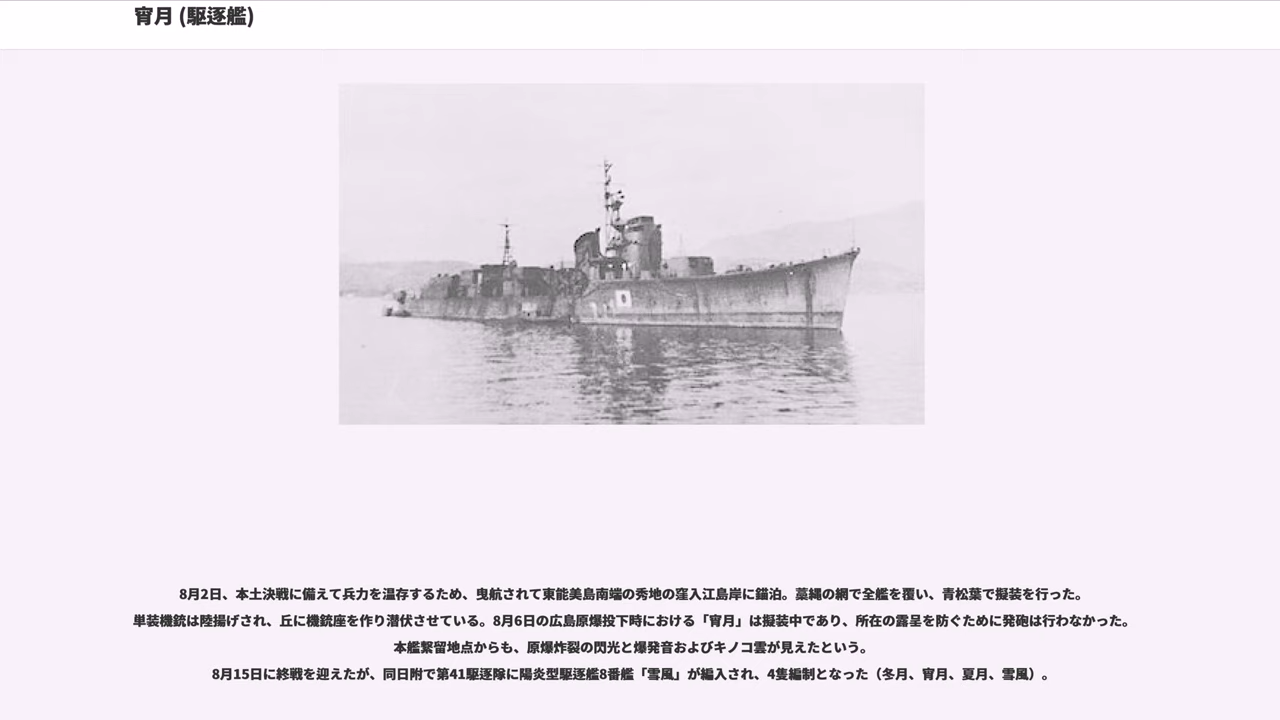 宵月 (駆逐艦)
8月2日、本土決戦に備えて兵力を温存するため、曳航されて東能美島南端の秀地の窪入江島岸に錨泊。藁縄の網で全艦を覆い、青松葉で擬装を行った。
単装機銃は陸揚げされ、丘に機銃座を作り潜伏させている。8月6日の広島原爆投下時における「宵月」は擬装中であり、所在の露呈を防ぐために発砲は行わなかった。
本艦繋留地点からも、原爆炸裂の閃光と爆発音およびキノコ雲が見えたという。
8月15日に終戦を迎えたが、同日附で第41駆逐隊に陽炎型駆逐艦8番艦「雪風」が編入され、4隻編制となった（冬月、宵月、夏月、雪風）。